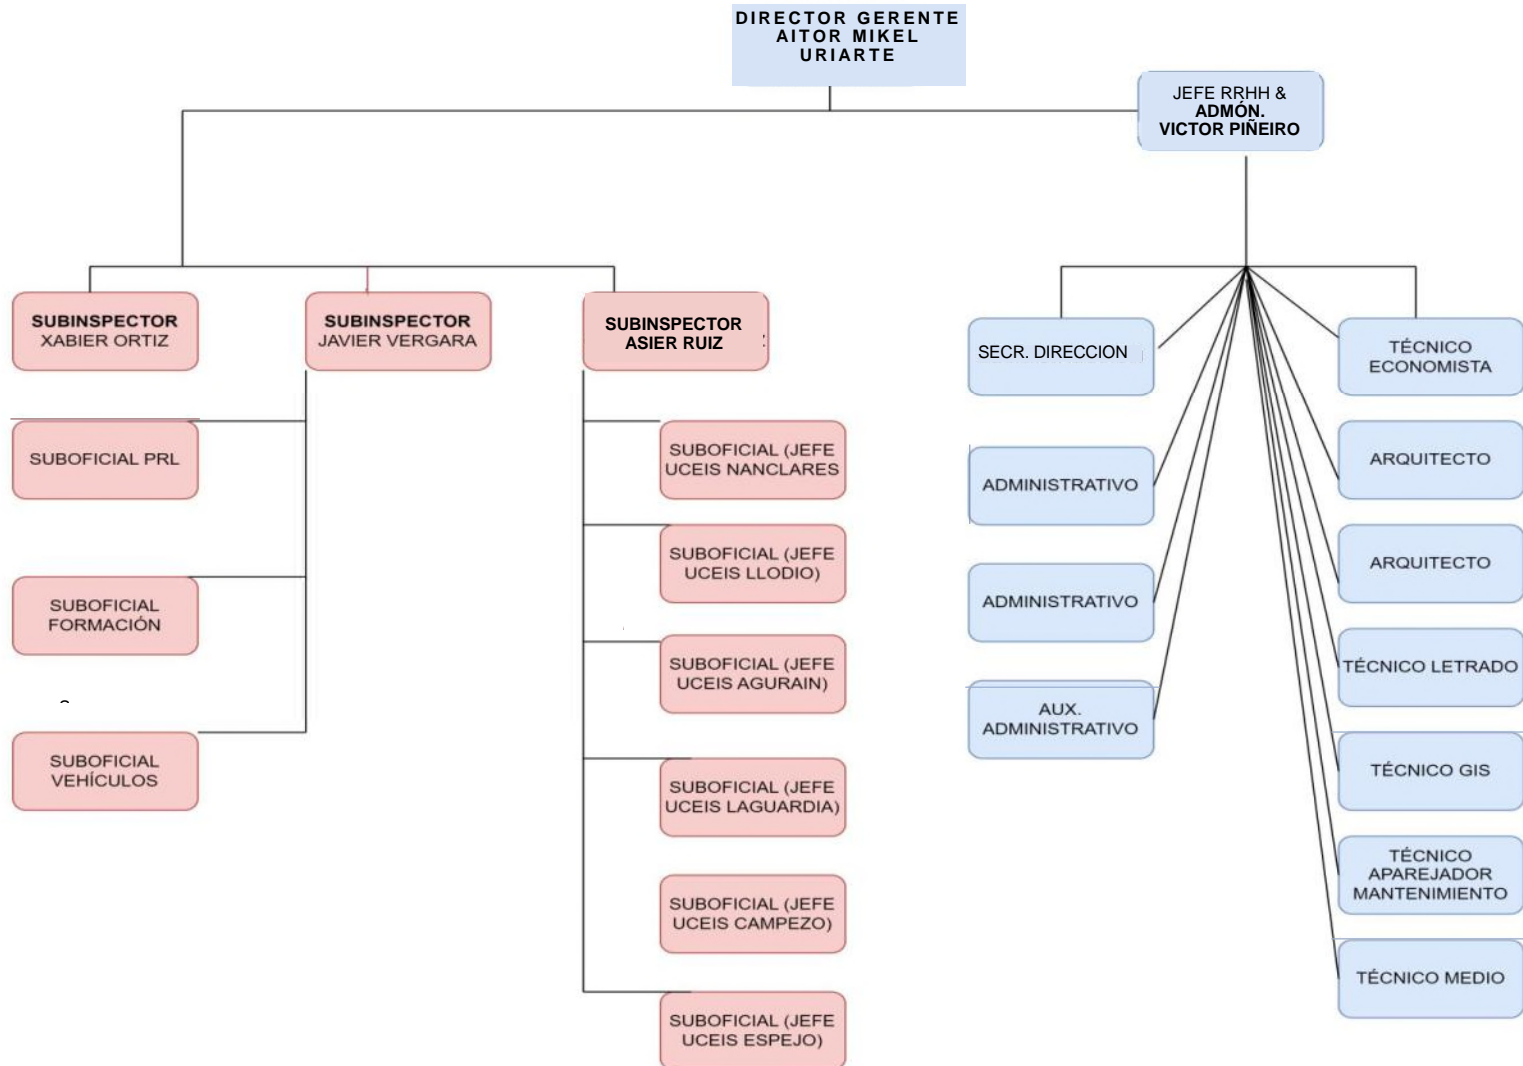 DIRECTOR GERENTE
AITOR MIKEL
URIARTE
JEFE RRHH &
ADMÓN.
VICTOR PIÑEIRO
SUBINSPECTOR
XABIER ORTIZ
SUBINSPECTOR
JAVIER VERGARA
SUBINSPECTOR
ASIER RUIZ
SUBOFICIAL PRL
SUBOFICIAL
FORMACIÓN
SUBOFICIAL
VEHÍCULOS
SUBOFICIAL (JEFE
UCEIS NANCLARES
SUBOFICIAL (JEFE
UCEIS LLODIO)
SUBOFICIAL (JEFE
UCEIS AGURAIN)
SUBOFICIAL (JEFE
UCEIS LAGUARDIA)
SUBOFICIAL (JEFE
UCEIS CAMPEZO)
SUBOFICIAL (JEFE
UCEIS ESPEJO)
SECR. DIRECCION
ADMINISTRATIVO
ADMINISTRATIVO
AUX.
ADMINISTRATIVO
TÉCNICO
ECONOMISTA
ARQUITECTO
ARQUITECTO
TÉCNICO LETRADO
TÉCNICO GIS
TÉCNICO
APAREJADOR
MANTENIMIENTO
TÉCNICO MEDIO